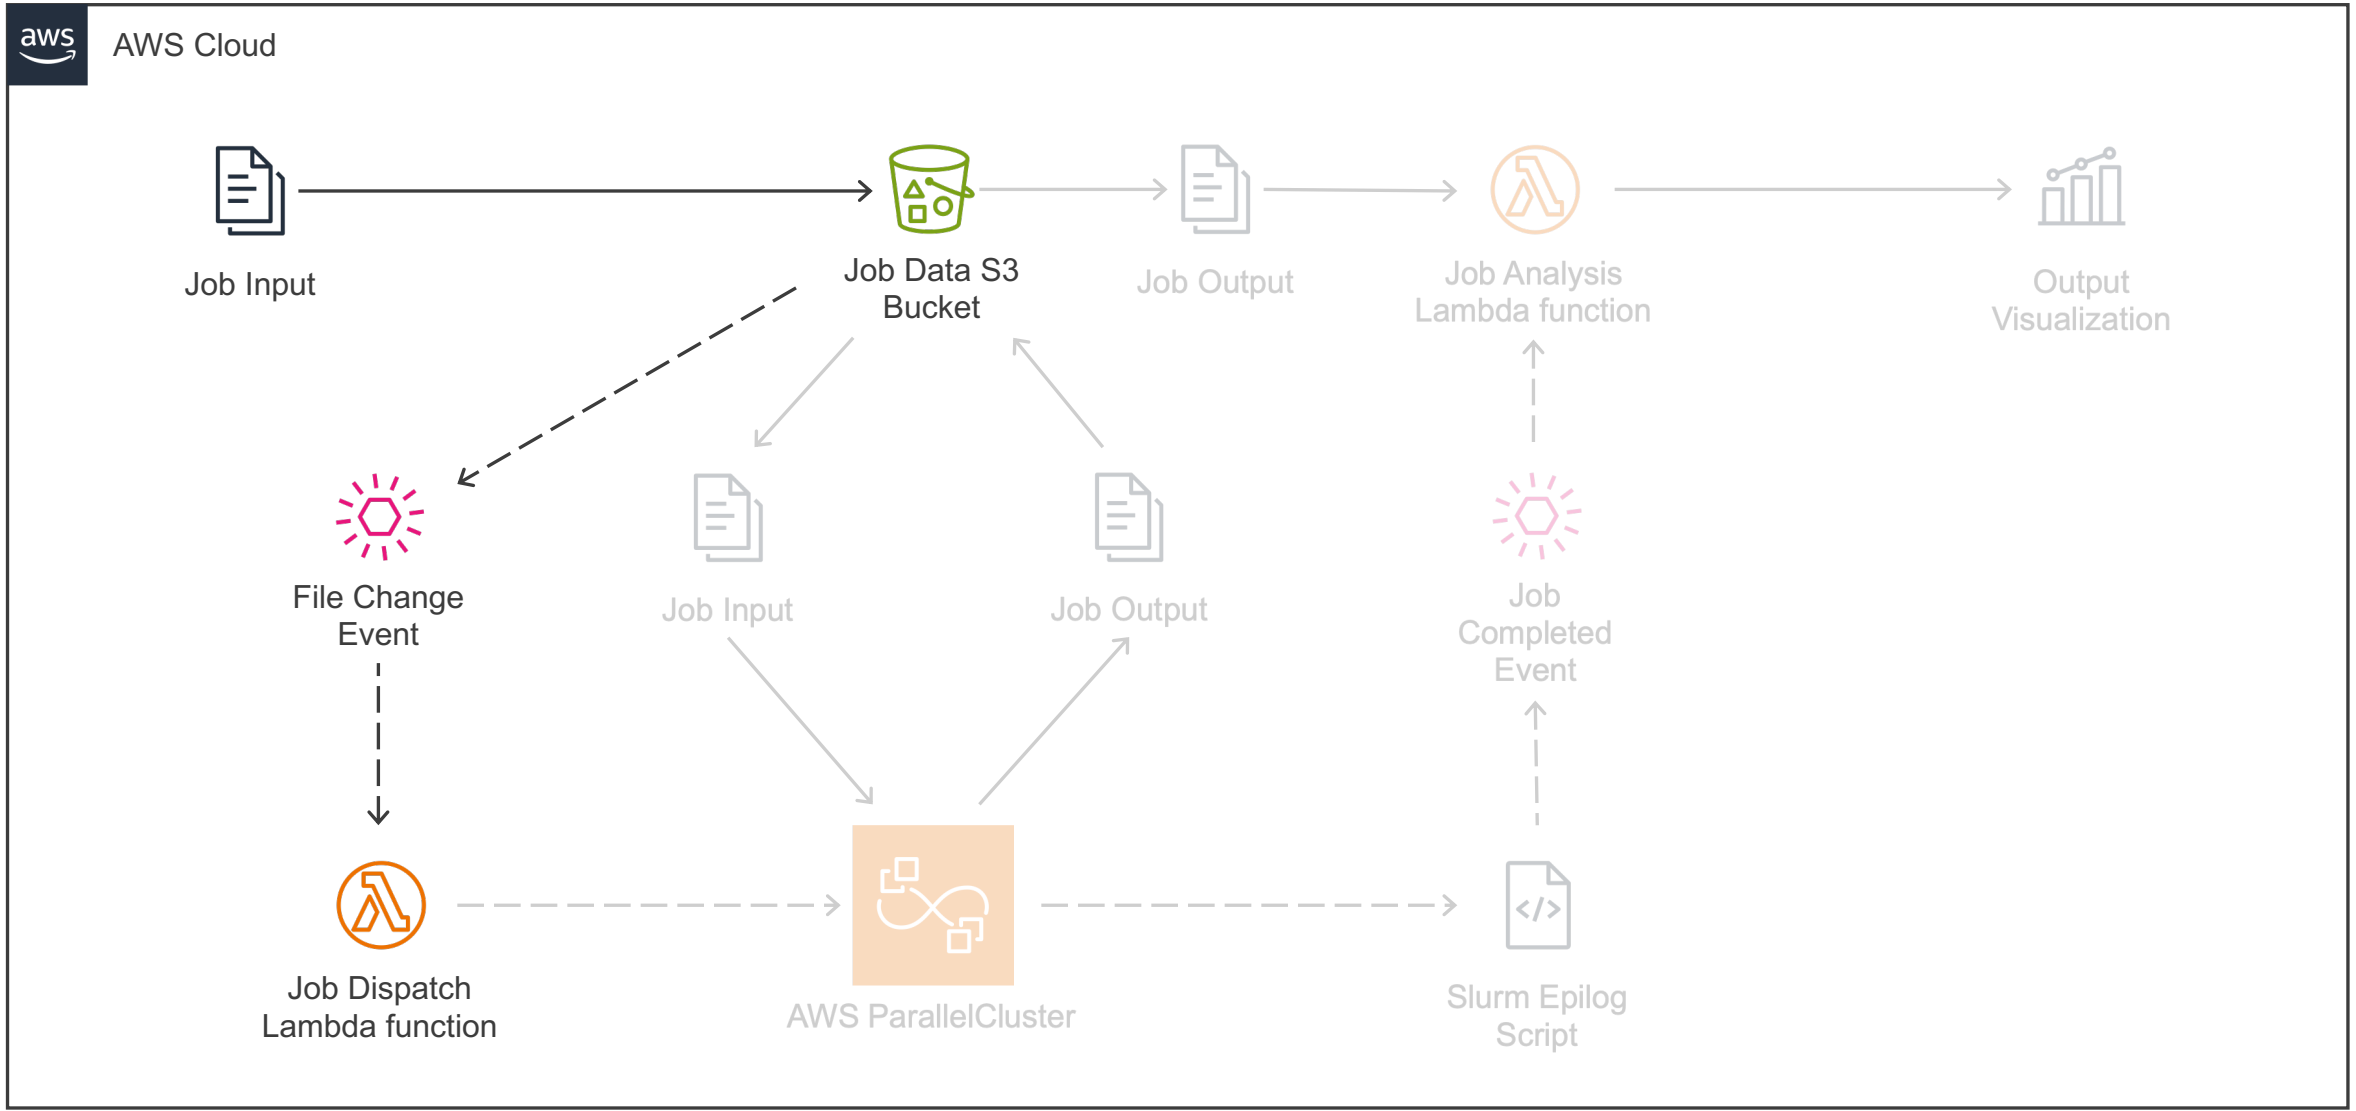 aws
AWS Cloud
Job Input
Job Data S3
Bucket
Job Output
Job Analysis
Lambda function
Output
Visualization
File Change
Event
Job Input
Job Output
Job
Completed
Event
Job Dispatch
Lambda function
AWS ParallelCluster
</>
Slurm Epilog
Script